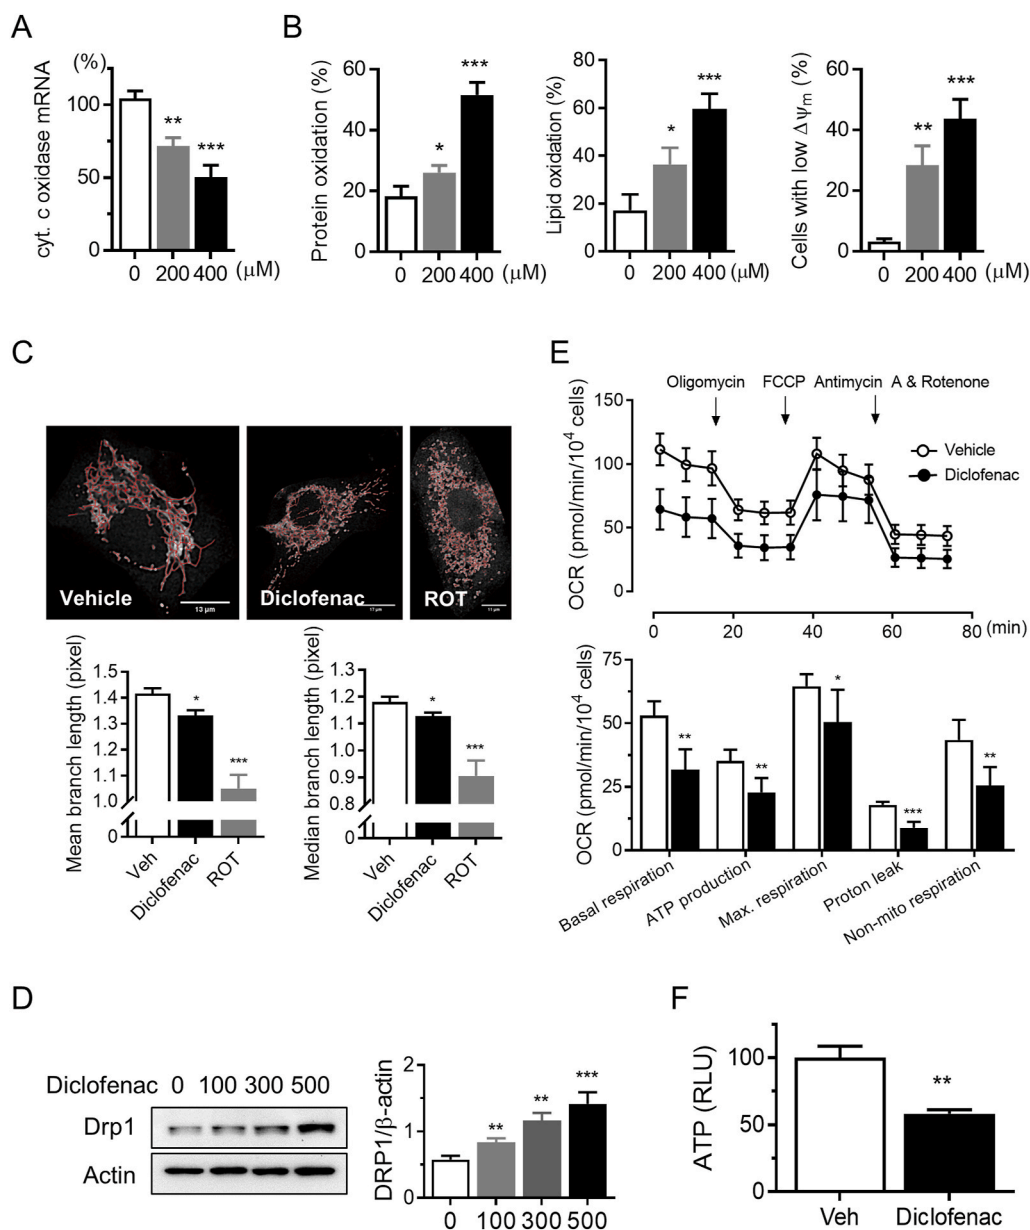 A
(%)
cyt. c oxidase mRNA
100
50
0
**
***
0 200 400 (μM)
B
Protein oxidation (%)
60
40
20
0
*
***
0 200 400 (μM)
Lipid oxidation (%)
80
60
40
20
0
*
***
0 200 400 (μM)
Cells with low ΔΨm (%)
60
40
20
0
**
***
0 200 400 (μM)
C
Vehicle
13 μm
Diclofenac
11 μm
ROT
11 μm
Mean branch length (pixel)
1.5
1.4
1.3
1.2
1.1
1.0
0
*
***
Veh
Diclofenac
ROT
Median branch length (pixel)
1.3
1.2
1.1
1.0
0.9
0.8
0
*
***
Veh
Diclofenac
ROT
E
Oligomycin FCCP Antimycin A & Rotenone
OCR (pmol/min/10⁴ cells)
150
100
50
0
Vehicle
Diclofenac
0 20 40 60 80 (min)
OCR (pmol/min/10⁴ cells)
75
50
25
0
**
**
*
***
**
Basal respiration
ATP production
Max. respiration
Proton leak
Non-mito respiration
D
Diclofenac 0 100 300 500
Drp1
Actin
DRP1/β-actin
2
1
0
**
**
***
0 100 300 500
F
ATP (RLU)
100
50
0
**
Veh Diclofenac